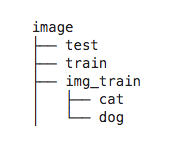 image
├── test
├── train
├── img_train
│   ├── cat
│   └── dog